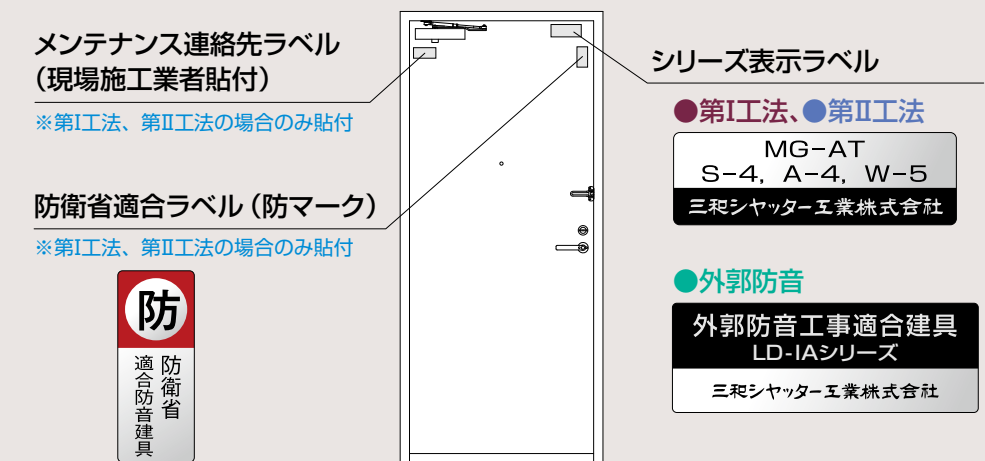 メンテナンス連絡先ラベル
(現場施工業者貼付)
※第Ⅰ工法、第Ⅱ工法の場合のみ貼付
防衛省適合ラベル(防マーク)
※第Ⅰ工法、第Ⅱ工法の場合のみ貼付
防
防衛省
適合防音建具
シリーズ表示ラベル
●第Ⅰ工法、●第Ⅱ工法
MG-AT
S-4, A-4, W-5
三和シヤッター工業株式会社
●外郭防音
外郭防音工事適合建具
LD-IAシリーズ
三和シヤッター工業株式会社